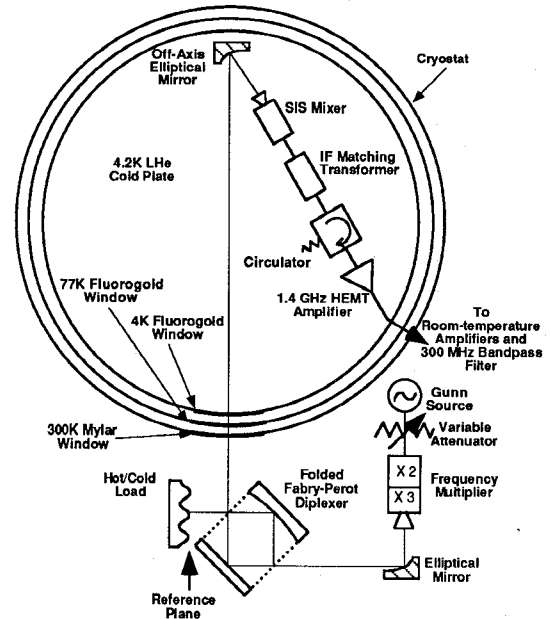 Off-Axis
Elliptical
Mirror
Cryostat
SIS Mixer
4.2K LHe
Cold Plate
IF Matching
Transformer
Circulator
77K Fluorogold
Window
1.4 GHz HEMT
Amplifier
4K Fluorogold
Window
To
Room-temperature
Amplifiers and
300 MHz Bandpass
Filter
Gunn
Source
300K Mylar
Window
Variable
Attenuator
Hot/Cold
Load
Folded
Fabry-Perot
Diplexer
X 2
X 3
Frequency
Multiplier
Elliptical
Mirror
Reference
Plane